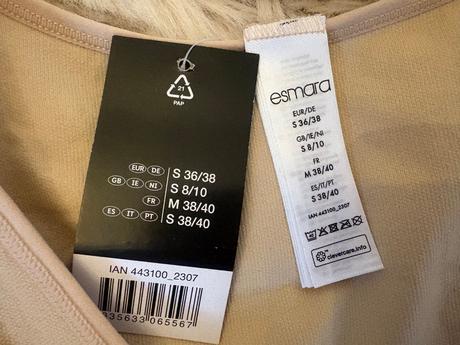 21
PAP
EUR DE S 36/38
GB IE NI S 8/10
FR M 38/40
ES IT PT S 38/40
IAN 443100_2307
335633 065567
esmara
EUR/DE
S 36/38
GB/IE/NI
S 8/10
FR
M 38/40
ES/IT/PT
S 38/40
IAN 443100_2307
clevercare.info